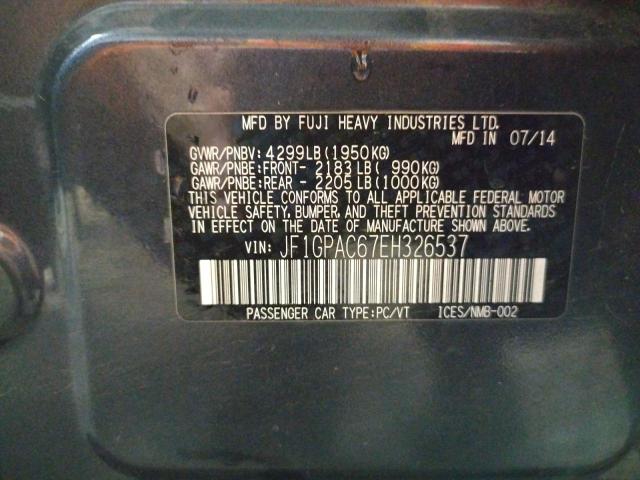 MFD BY FUJI HEAVY INDUSTRIES LTD.
MFD IN 07/14
GVWR/PNBV: 4299LB(1950KG)
GAWR/PNBE:FRONT- 2183LB( 990KG)
GAWR/PNBE:REAR - 2205LB(1000KG)
THIS VEHICLE CONFORMS TO ALL APPLICABLE FEDERAL MOTOR
VEHICLE SAFETY, BUMPER, AND THEFT PREVENTION STANDARDS
IN EFFECT ON THE DATE OF MANUFACTURE SHOWN ABOVE.
VIN: JF1GPAC67EH326537
PASSENGER CAR TYPE:PC/VT ICES/NMB-002